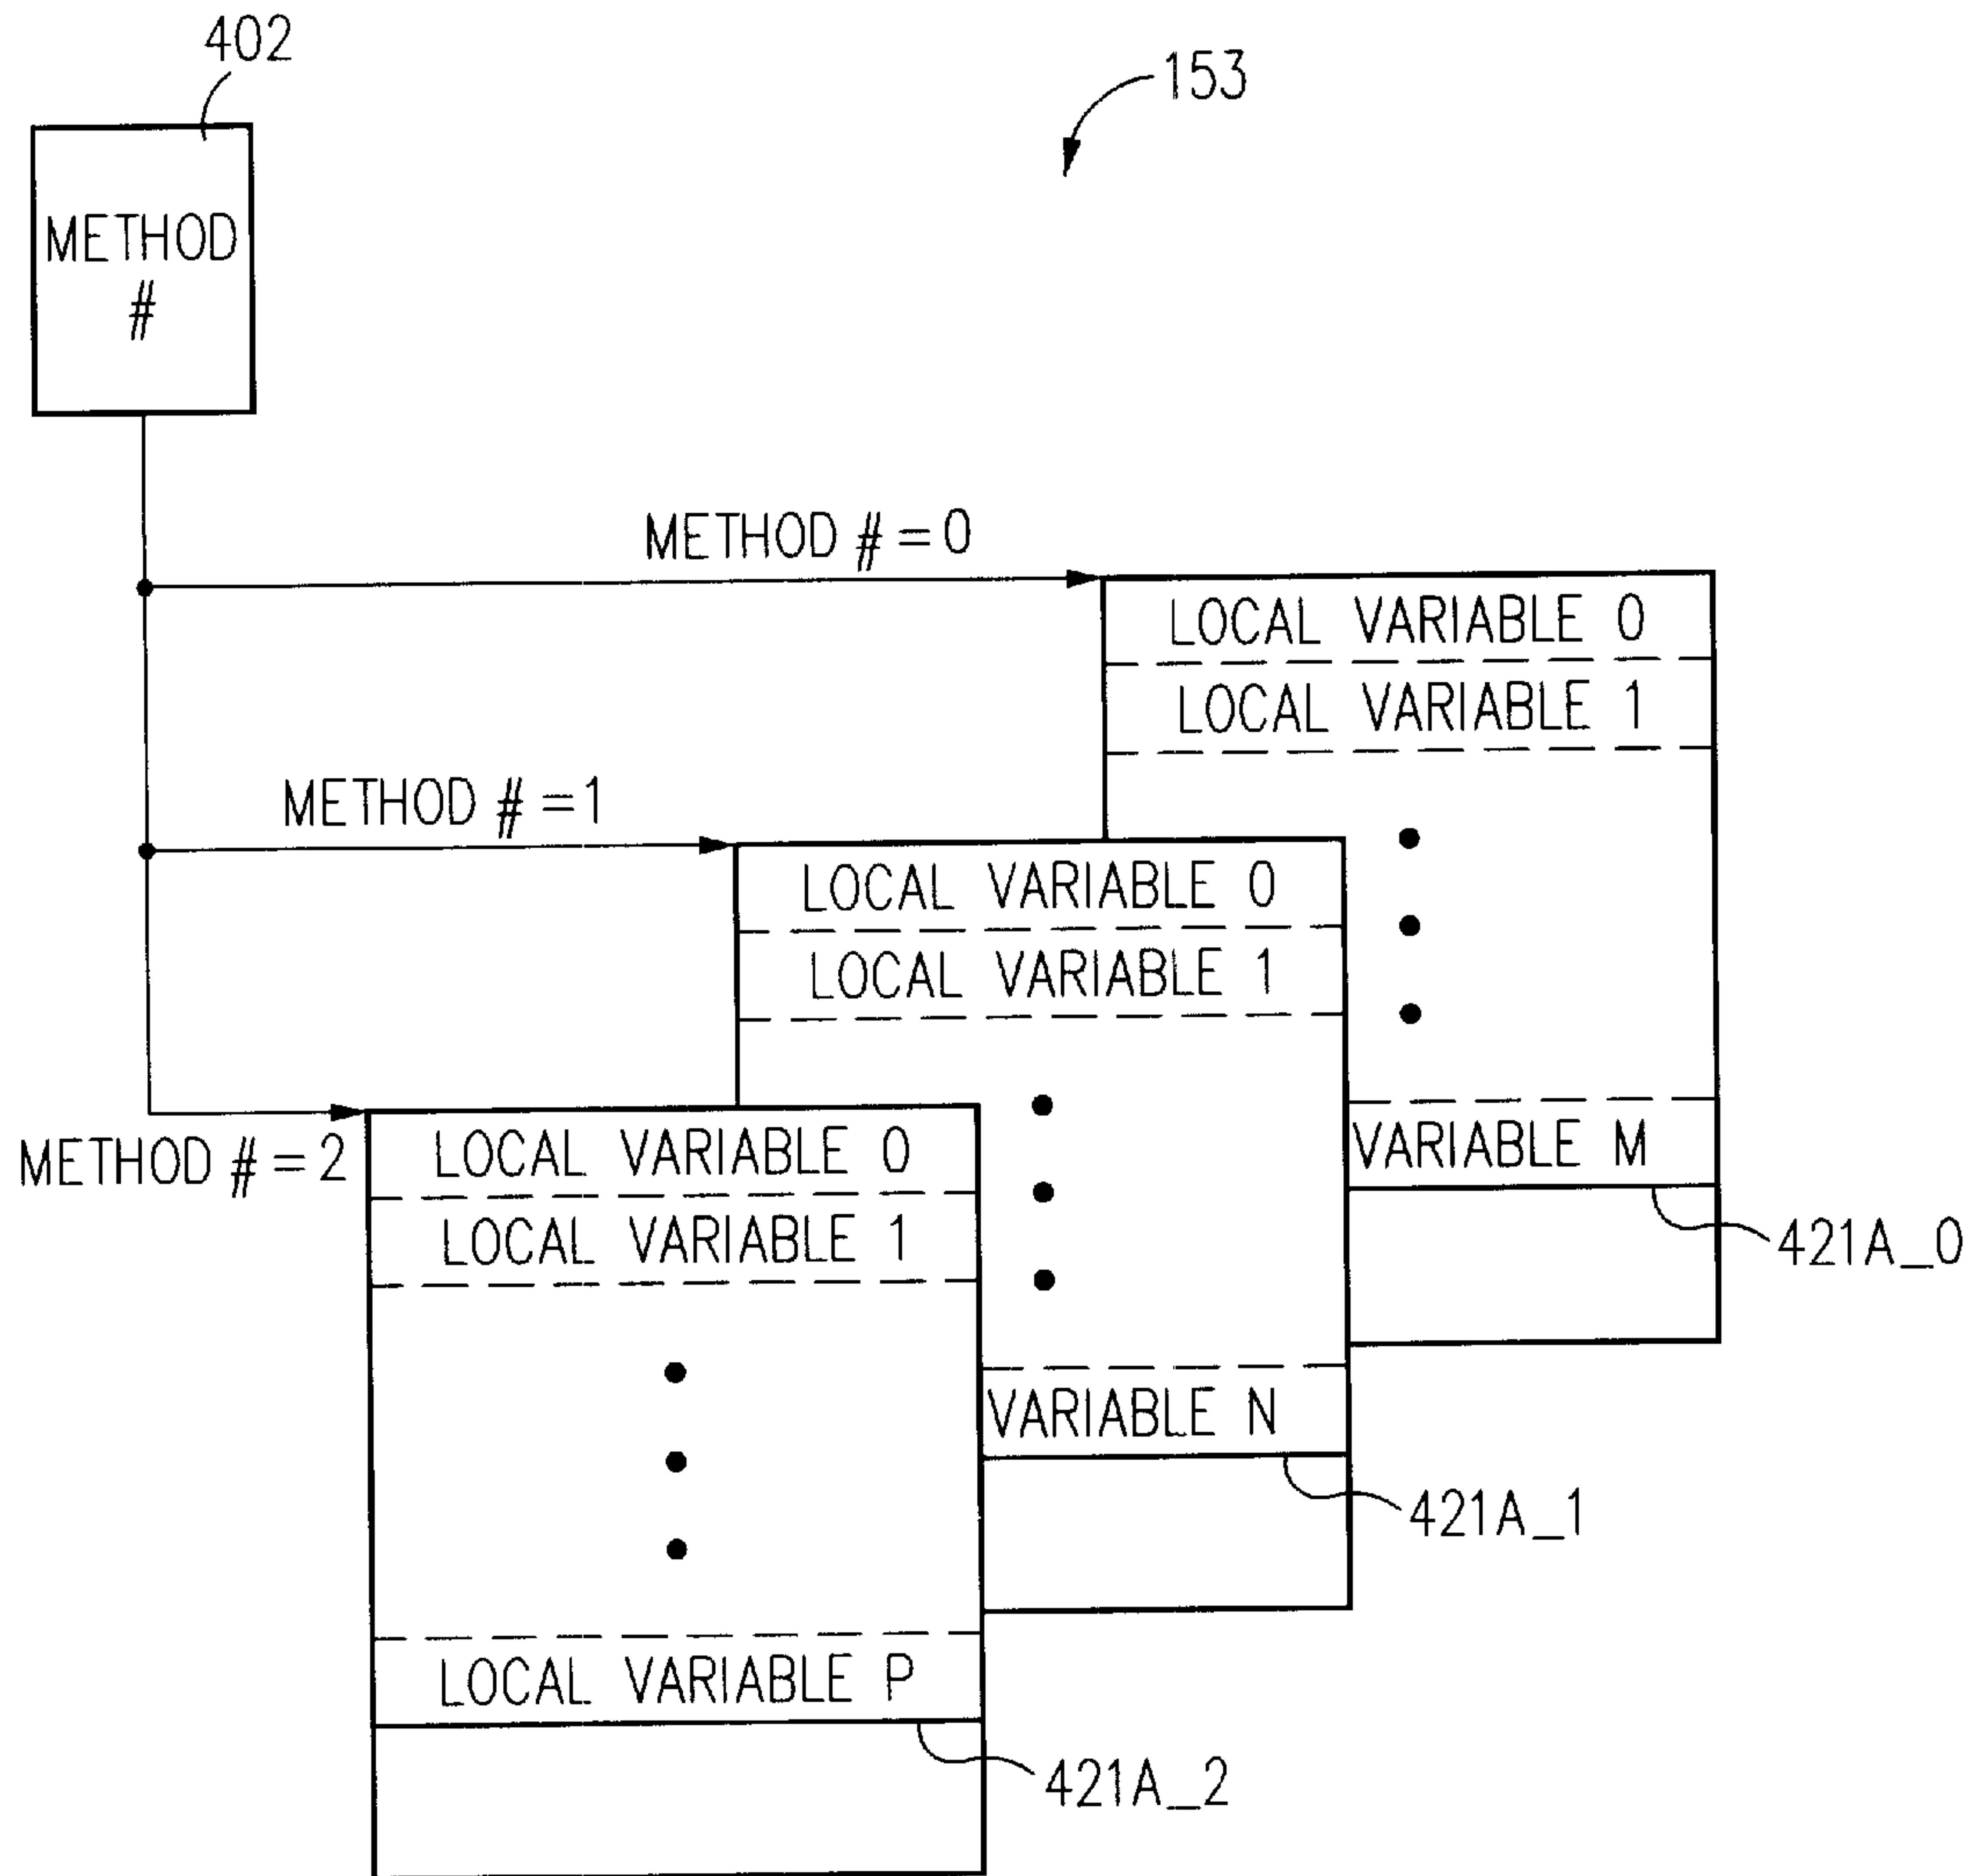 402
153
METHOD
#
METHOD # = 0
LOCAL VARIABLE 0
LOCAL VARIABLE 1
METHOD # = 1
LOCAL VARIABLE 0
LOCAL VARIABLE 1
VARIABLE M
METHOD # = 2
LOCAL VARIABLE 0
LOCAL VARIABLE 1
421A_0
VARIABLE N
421A_1
LOCAL VARIABLE P
421A_2